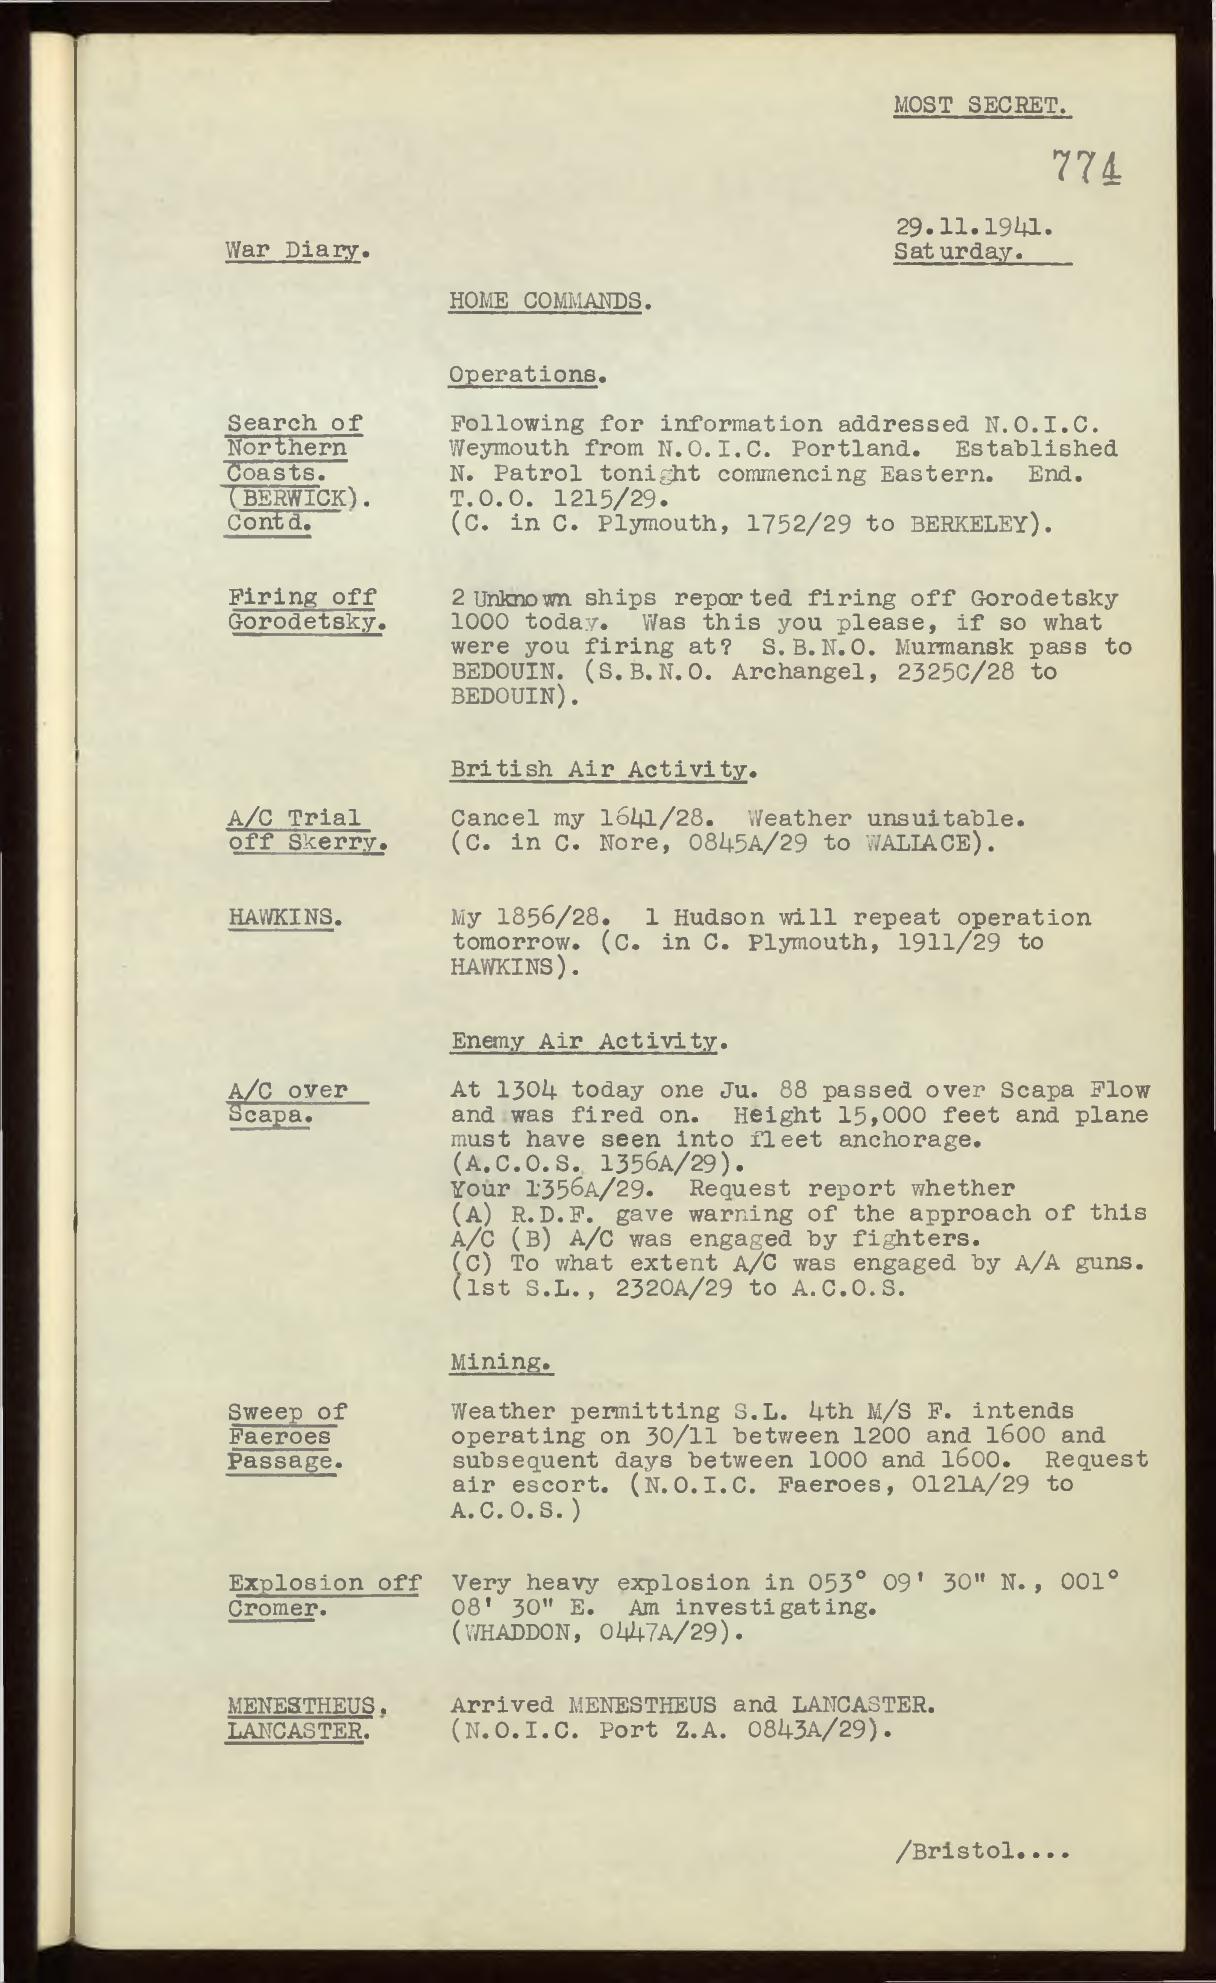 MOST SECRET.
774
29.11.1941.
War Diary.
Saturday.
HOME COMMANDS.
Operations.
Search of
Northern
Coasts.
(BERWICK).
Contd.
Following for information addressed N.O.I.C.
Weymouth from N.O.I.C. Portland. Established
N. Patrol tonight commencing Eastern. End.
T.O.O. 1215/29.
(C. in C. Plymouth, 1752/29 to BERKELEY).
Firing off
Gorodetsky.
2 Unknown ships reported firing off Gorodetsky
1000 today. Was this you please, if so what
were you firing at? S.B.N.O. Murmansk pass to
BEDOUIN. (S.B.N.O. Archangel, 2325C/28 to
BEDOUIN).
British Air Activity.
A/C Trial
off Skerry.
Cancel my 1641/28. Weather unsuitable.
(C. in C. Nore, 0845A/29 to WALLACE).
HAWKINS.
My 1856/28. 1 Hudson will repeat operation
tomorrow. (C. in C. Plymouth, 1911/29 to
HAWKINS).
Enemy Air Activity.
A/C over
Scapa.
At 1304 today one Ju. 88 passed over Scapa Flow
and was fired on. Height 15,000 feet and plane
must have seen into fleet anchorage.
(A.C.O.S. 1356A/29).
Your 1356A/29. Request report whether
(A) R.D.F. gave warning of the approach of this
A/C (B) A/C was engaged by fighters.
(C) To what extent A/C was engaged by A/A guns.
(1st S.L., 2320A/29 to A.C.O.S.
Mining.
Sweep of
Faeroes
Passage.
Weather permitting S.L. 4th M/S F. intends
operating on 30/11 between 1200 and 1600 and
subsequent days between 1000 and 1600. Request
air escort. (N.O.I.C. Faeroes, 0121A/29 to
A.C.O.S.)
Explosion off
Cromer.
Very heavy explosion in 053° 09' 30" N., 001°
08' 30" E. Am investigating.
(WHADDON, 0447A/29).
MENESTHEUS,
LANCASTER.
Arrived MENESTHEUS and LANCASTER.
(N.O.I.C. Port Z.A. 0843A/29).
/Bristol....